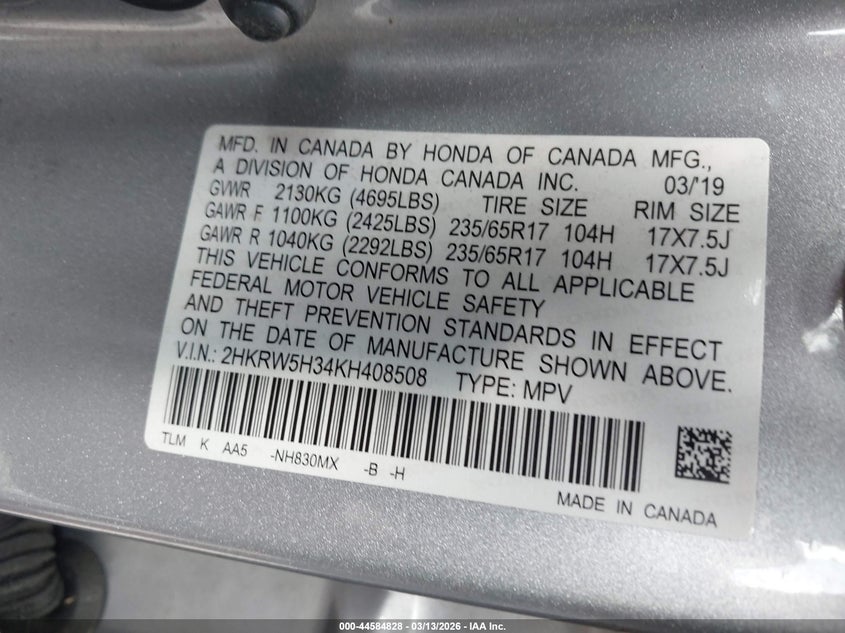 MFD. IN CANADA BY HONDA OF CANADA MFG.,
A DIVISION OF HONDA CANADA INC. 03/'19
GVWR 2130KG (4695LBS) TIRE SIZE RIM SIZE
GAWR F 1100KG (2425LBS) 235/65R17 104H 17X7.5J
GAWR R 1040KG (2292LBS) 235/65R17 104H 17X7.5J
THIS VEHICLE CONFORMS TO ALL APPLICABLE
FEDERAL MOTOR VEHICLE SAFETY
AND THEFT PREVENTION STANDARDS IN EFFECT
ON THE DATE OF MANUFACTURE SHOWN ABOVE.
V.I.N.: 2HKRW5H34KH408508 TYPE: MPV
TLM K AA5 -NH830MX -B -H
MADE IN CANADA
000-44584828 - 03/13/2026 - IAA Inc.